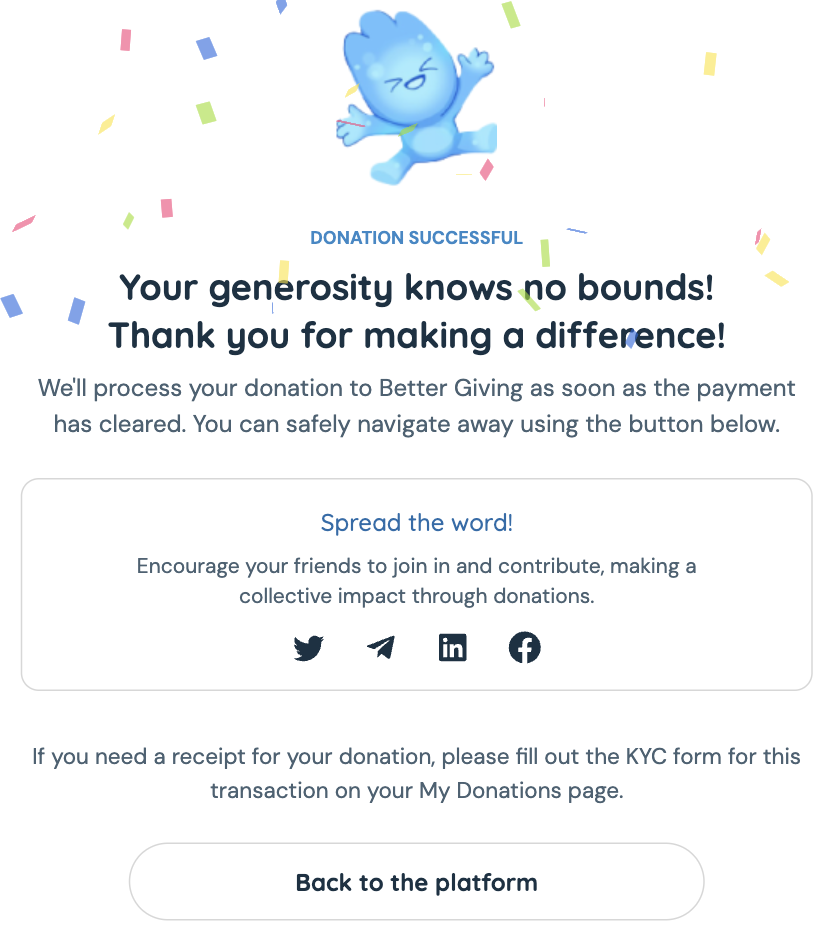 DONATION SUCCESSFUL
Your generosity knows no bounds!
Thank you for making a difference!
We'll process your donation to Better Giving as soon as the payment
has cleared. You can safely navigate away using the button below.
Spread the word!
Encourage your friends to join in and contribute, making a
collective impact through donations.
in
If you need a receipt for your donation, please fill out the KYC form for this
transaction on your My Donations page.
Back to the platform